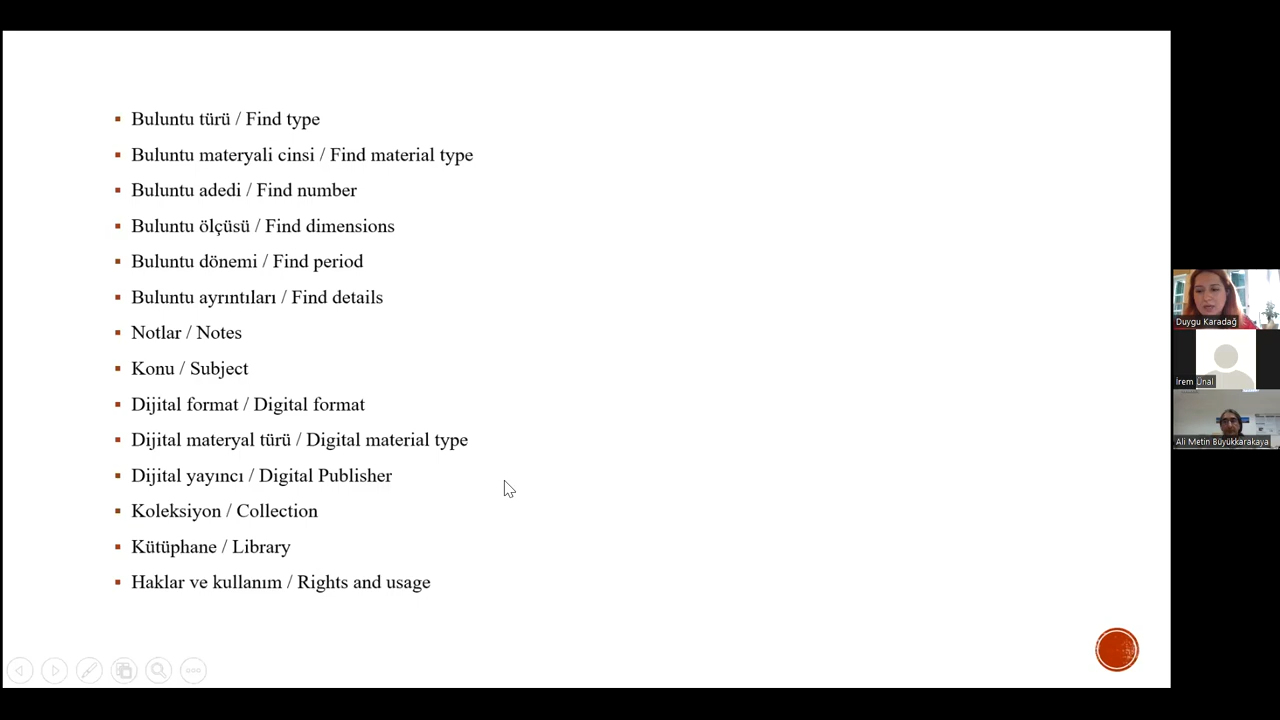 Buluntu türü / Find type
Buluntu materyali cinsi / Find material type
Buluntu adedi / Find number
Buluntu ölçüsü / Find dimensions
Buluntu dönemi / Find period
Buluntu ayrıntıları / Find details
Notlar / Notes
Konu / Subject
Dijital format / Digital format
Dijital materyal türü / Digital material type
Dijital yayıncı / Digital Publisher
Koleksiyon / Collection
Kütüphane / Library
Haklar ve kullanım / Rights and usage
Duygu Karadağ
İrem Ünal
Ali Metin Büyükkarakaya